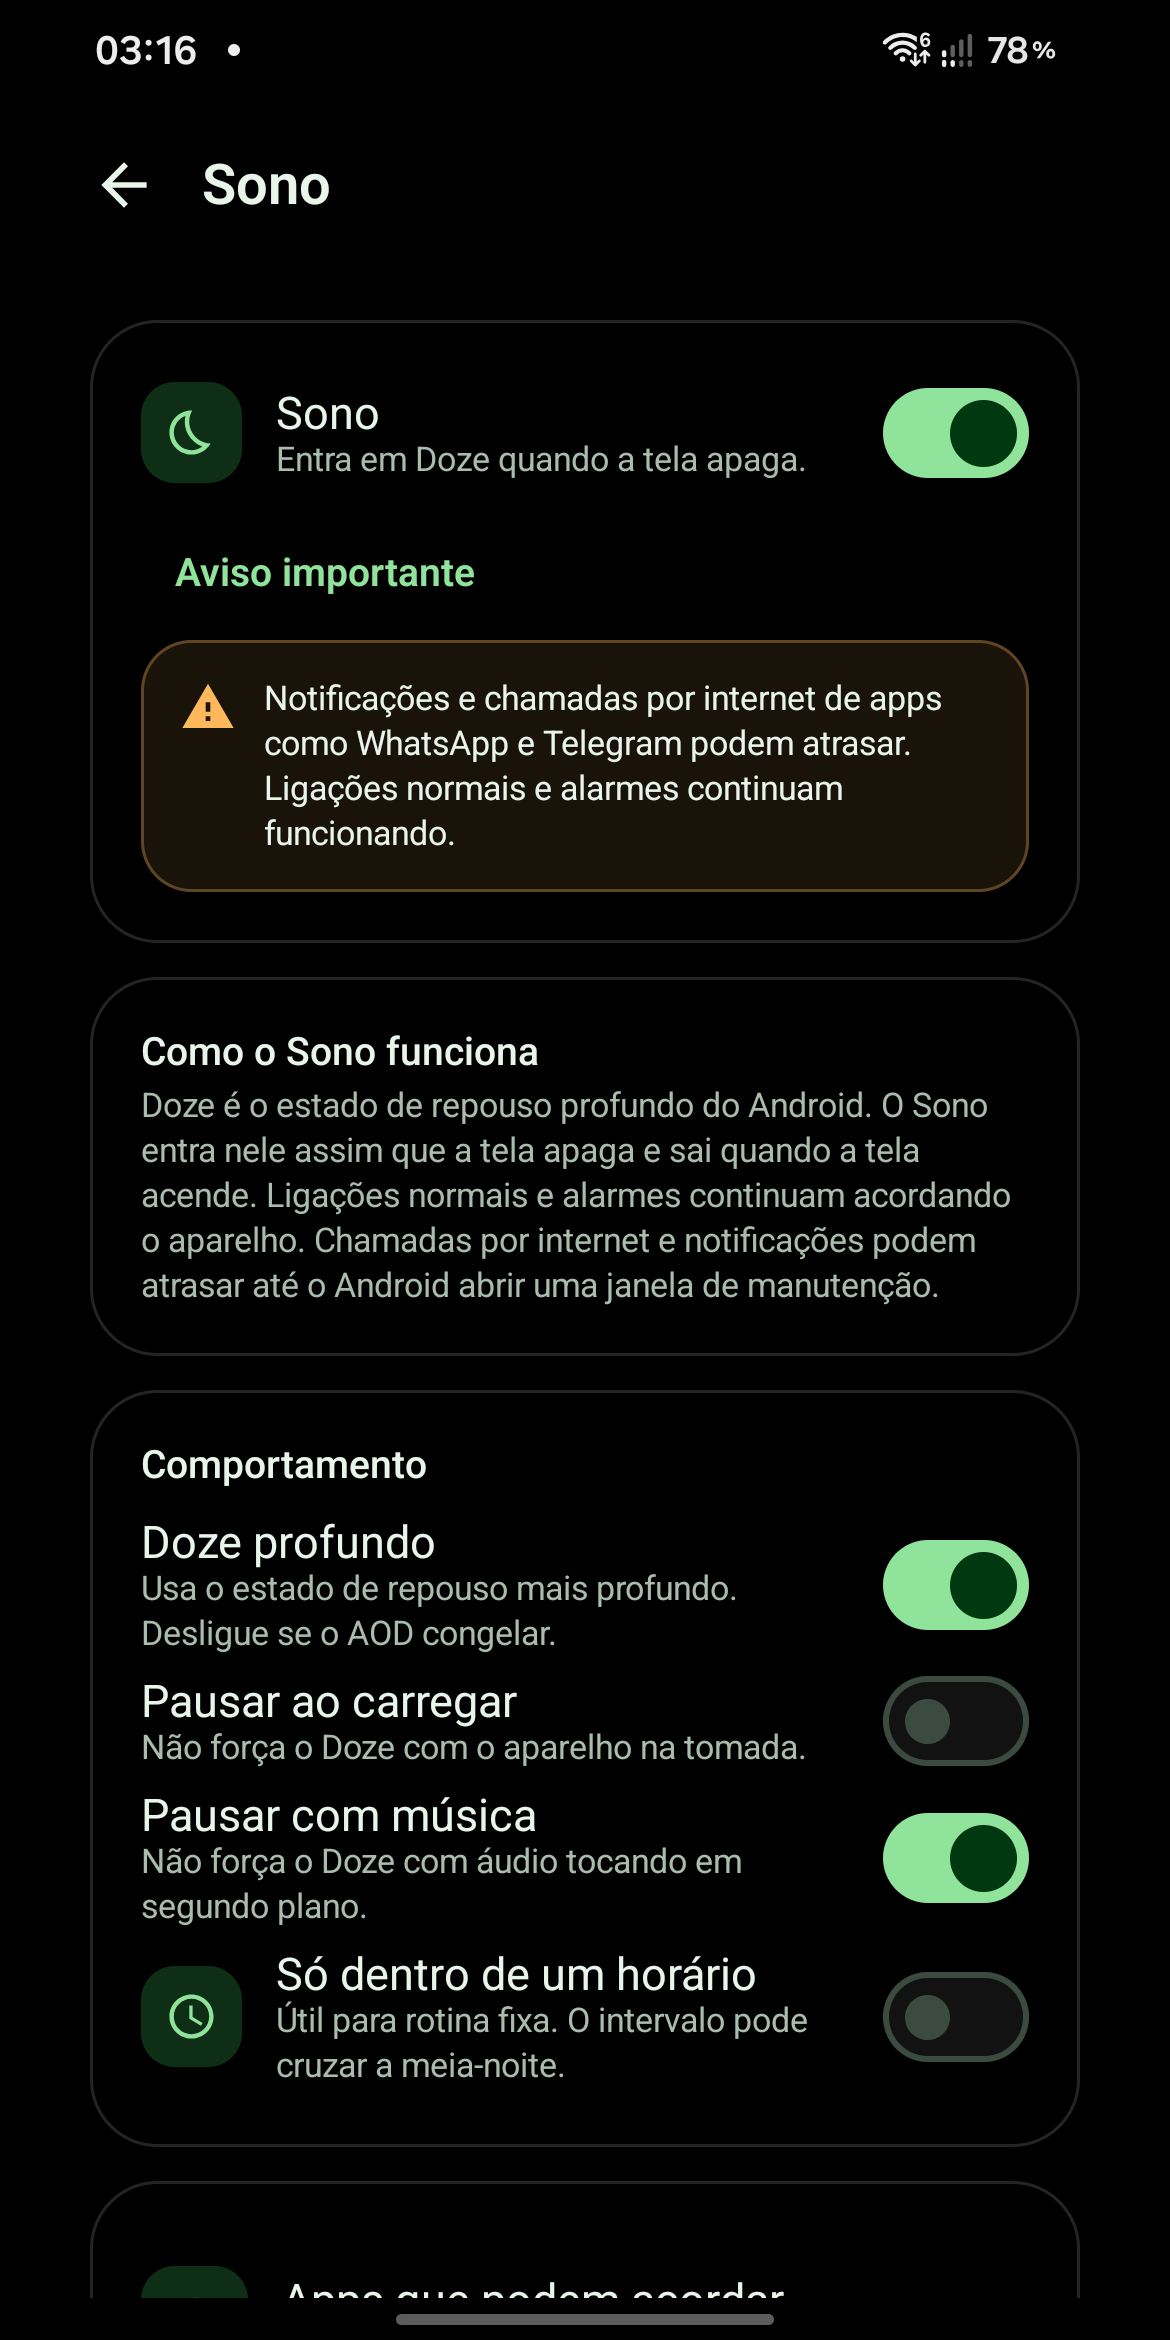 03:16
6
78%
Sono
Sono
Entra em Doze quando a tela apaga.
Aviso importante
Notificações e chamadas por internet de apps
como WhatsApp e Telegram podem atrasar.
Ligações normais e alarmes continuam
funcionando.
Como o Sono funciona
Doze é o estado de repouso profundo do Android. O Sono
entra nele assim que a tela apaga e sai quando a tela
acende. Ligações normais e alarmes continuam acordando
o aparelho. Chamadas por internet e notificações podem
atrasar até o Android abrir uma janela de manutenção.
Comportamento
Doze profundo
Usa o estado de repouso mais profundo.
Desligue se o AOD congelar.
Pausar ao carregar
Não força o Doze com o aparelho na tomada.
Pausar com música
Não força o Doze com áudio tocando em
segundo plano.
Só dentro de um horário
Útil para rotina fixa. O intervalo pode
cruzar a meia-noite.
Apps que podem acordar